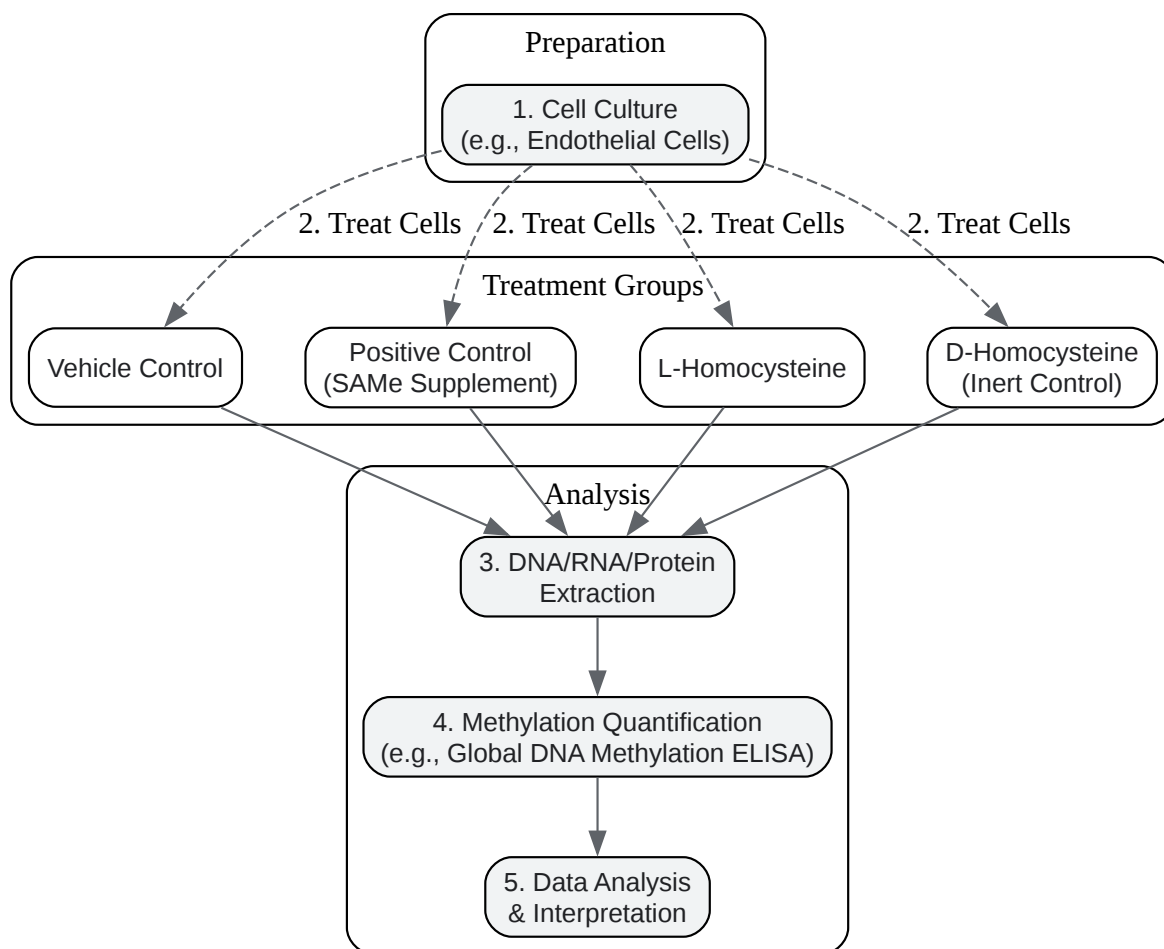 Preparation
1. Cell Culture
(e.g., Endothelial Cells)
2. Treat Cells
2. Treat Cells
2. Treat Cells
2. Treat Cells
Treatment Groups
Vehicle Control
Positive Control
(SAMe Supplement)
L-Homocysteine
D-Homocysteine
(Inert Control)
Analysis
3. DNA/RNA/Protein
Extraction
4. Methylation Quantification
(e.g., Global DNA Methylation ELISA)
5. Data Analysis
& Interpretation